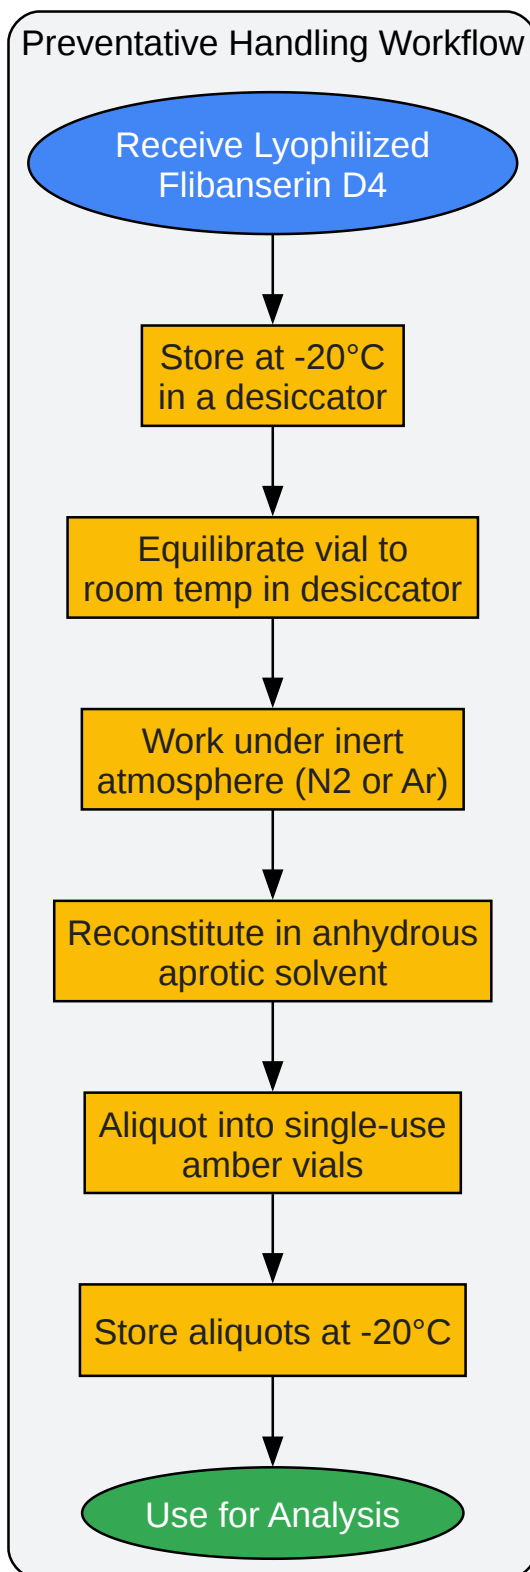 Preventative Handling Workflow
Receive Lyophilized
Flibanserin D4
Store at -20°C
in a desiccator
Equilibrate vial to
room temp in desiccator
Work under inert
atmosphere (N2 or Ar)
Reconstitute in anhydrous
aprotic solvent
Aliquot into single-use
amber vials
Store aliquots at -20°C
Use for Analysis